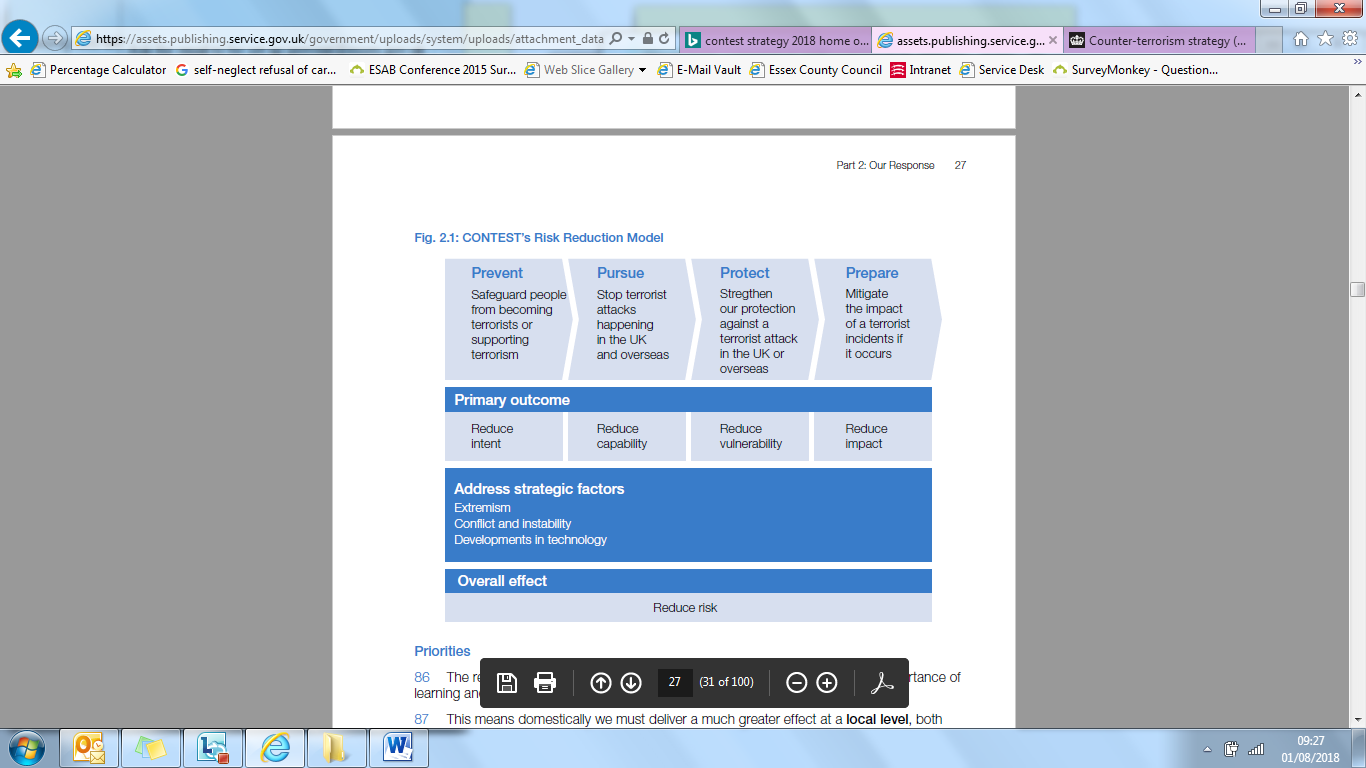 https://assets.publishing.service.gov.uk/government/uploads/system/uploads/attachment_data
contest strategy 2018 home o...
assets.publishing.service.g...
Counter-terrorism strategy (...
Percentage Calculator
self-neglect refusal of car...
ESAB Conference 2015 Sur...
Web Slice Gallery
E-Mail Vault
Essex County Council
Intranet
Service Desk
SurveyMonkey - Question...
Part 2: Our Response 27
Fig. 2.1: CONTEST's Risk Reduction Model
Prevent
Safeguard people
from becoming
terrorists or
supporting
terrorism
Pursue
Stop terrorist
attacks
happening
in the UK
and overseas
Protect
Stregthen
our protection
against a
terrorist attack
in the UK or
overseas
Prepare
Mitigate
the impact
of a terrorist
incidents if
it occurs
Primary outcome
Reduce
intent
Reduce
capability
Reduce
vulnerability
Reduce
impact
Address strategic factors
Extremism
Conflict and instability
Developments in technology
Overall effect
Reduce risk
Priorities
86 The re
rtance of
learning and
27 (31 of 100)
87 This means domestically we must deliver a much greater effect at a local level, both
09:27
01/08/2018